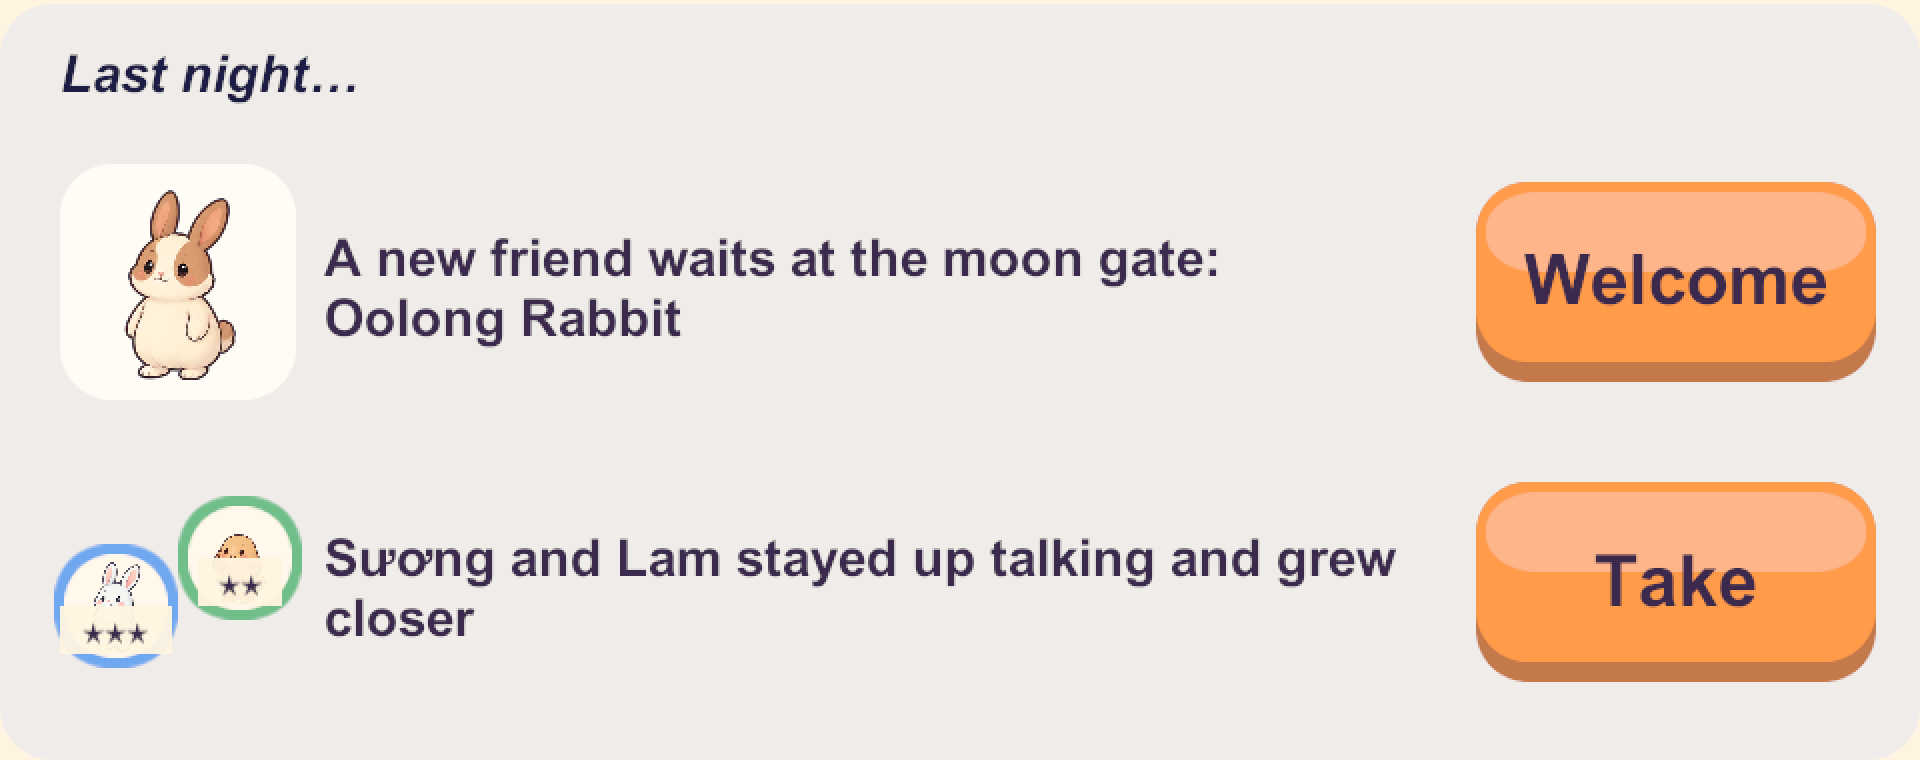 Last night...
A new friend waits at the moon gate:
Oolong Rabbit
Welcome
★★
★★★
Sương and Lam stayed up talking and grew
closer
Take